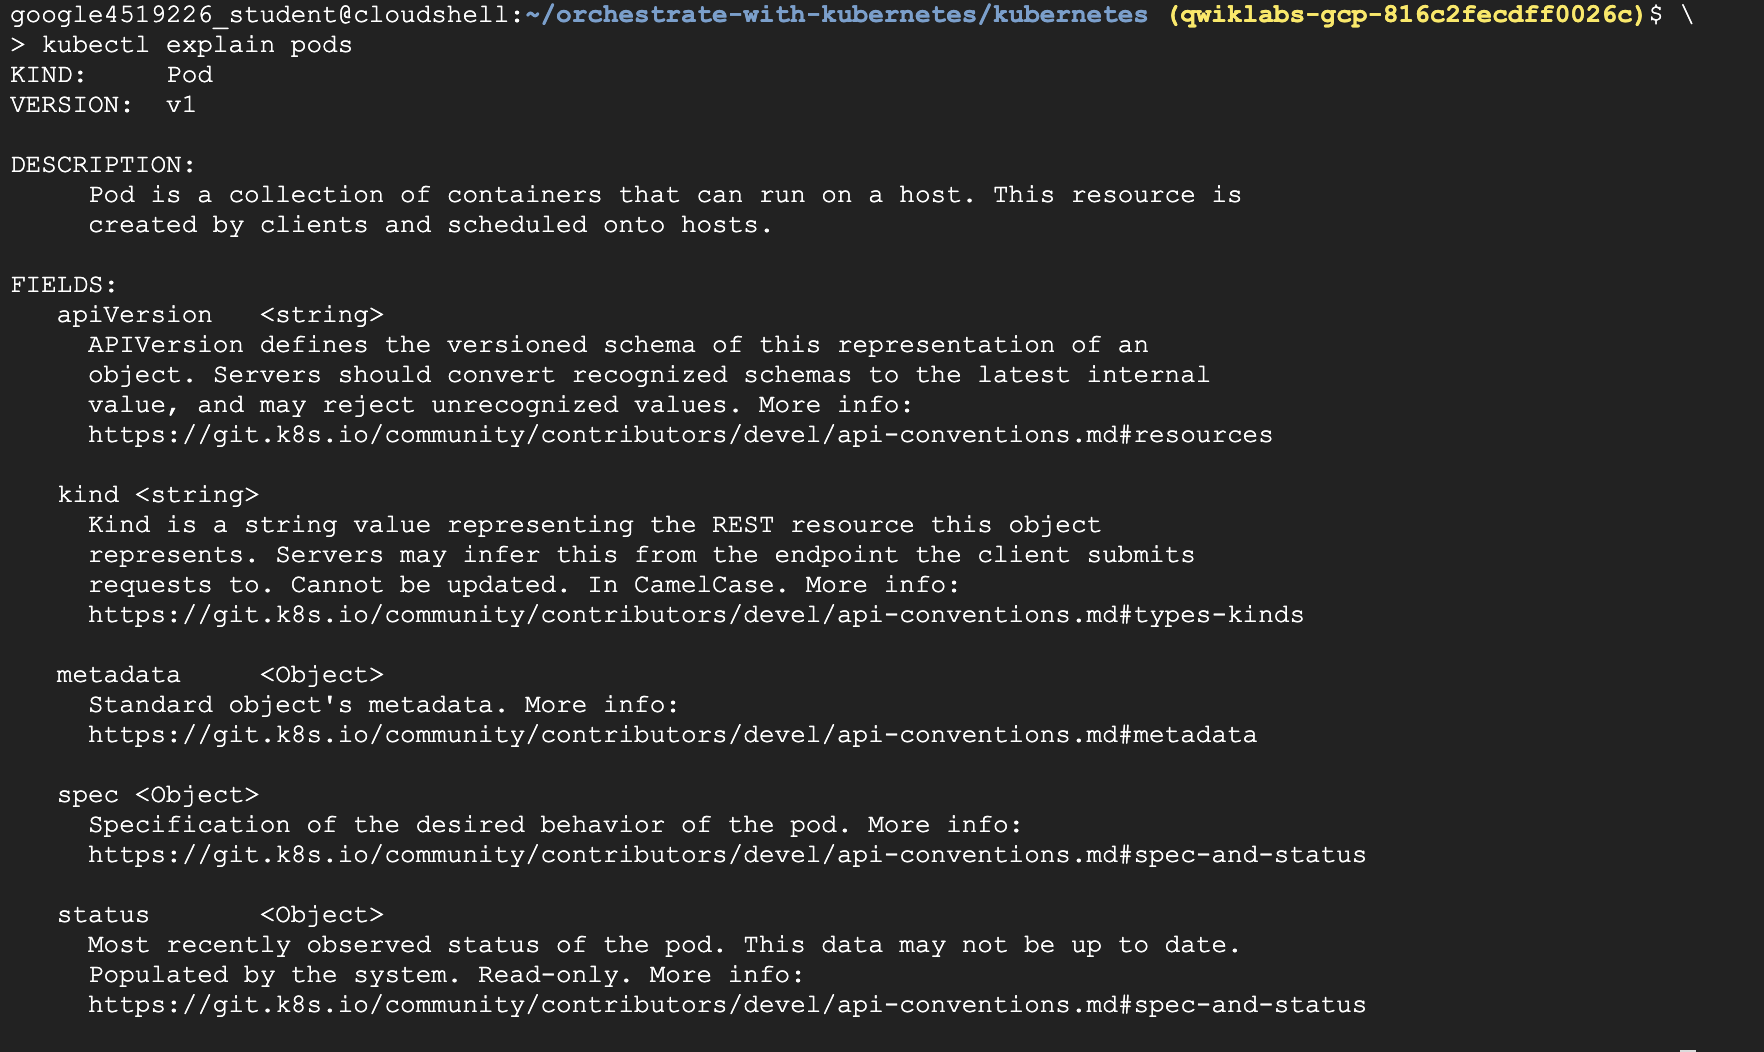 google4519226_student@cloudshell:~/orchestrate-with-kubernetes/kubernetes (qwiklabs-gcp-816c2fecdff0026c)$ \
> kubectl explain pods
KIND:     Pod
VERSION:  v1

DESCRIPTION:
     Pod is a collection of containers that can run on a host. This resource is
     created by clients and scheduled onto hosts.

FIELDS:
   apiVersion   <string>
     APIVersion defines the versioned schema of this representation of an
     object. Servers should convert recognized schemas to the latest internal
     value, and may reject unrecognized values. More info:
     https://git.k8s.io/community/contributors/devel/api-conventions.md#resources

   kind <string>
     Kind is a string value representing the REST resource this object
     represents. Servers may infer this from the endpoint the client submits
     requests to. Cannot be updated. In CamelCase. More info:
     https://git.k8s.io/community/contributors/devel/api-conventions.md#types-kinds

   metadata     <Object>
     Standard object's metadata. More info:
     https://git.k8s.io/community/contributors/devel/api-conventions.md#metadata

   spec <Object>
     Specification of the desired behavior of the pod. More info:
     https://git.k8s.io/community/contributors/devel/api-conventions.md#spec-and-status

   status       <Object>
     Most recently observed status of the pod. This data may not be up to date.
     Populated by the system. Read-only. More info:
     https://git.k8s.io/community/contributors/devel/api-conventions.md#spec-and-status